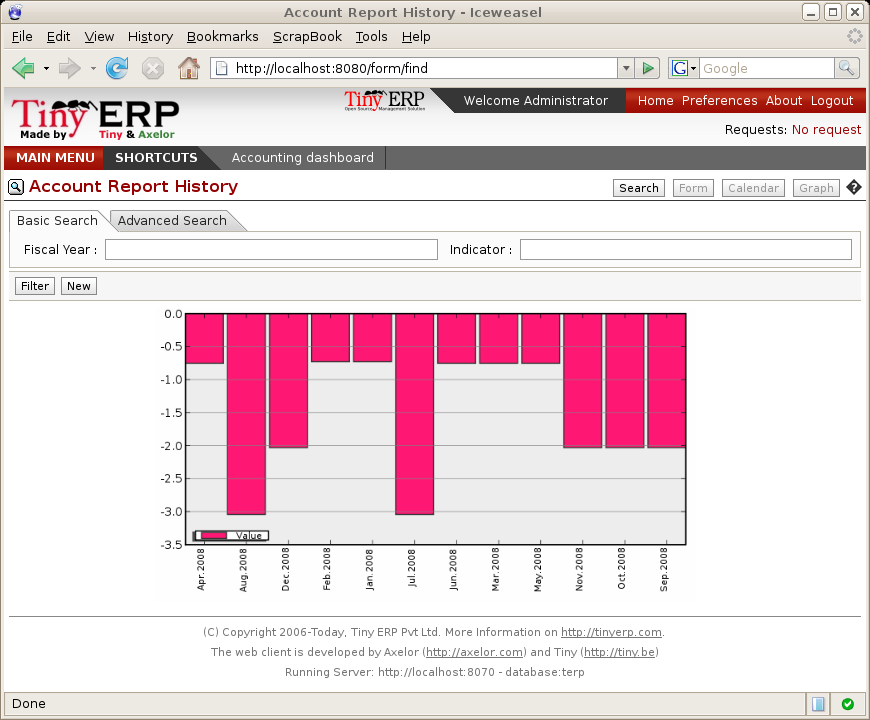 Account Report History - Iceweasel
File Edit View History Bookmarks ScrapBook Tools Help
http://localhost:8080/form/find
G Google
Tiny ERP
Made by Tiny & Axelor
Tiny ERP
Open Source Management Solution
Welcome Administrator
Home Preferences About Logout
Requests: No request
MAIN MENU SHORTCUTS Accounting dashboard
Account Report History
Search Form Calendar Graph ?
Basic Search Advanced Search
Fiscal Year : Indicator :
Filter New
0.0
-0.5
-1.0
-1.5
-2.0
-2.5
-3.0
-3.5
Value
Apr.2008 Aug.2008 Dec.2008 Feb.2008 Jan.2008 Jul.2008 Jun.2008 Mar.2008 May.2008 Nov.2008 Oct.2008 Sep.2008
(C) Copyright 2006-Today, Tiny ERP Pvt Ltd. More Information on http://tinyerp.com.
The web client is developed by Axelor (http://axelor.com) and Tiny (http://tiny.be)
Running Server: http://localhost:8070 - database:terp
Done